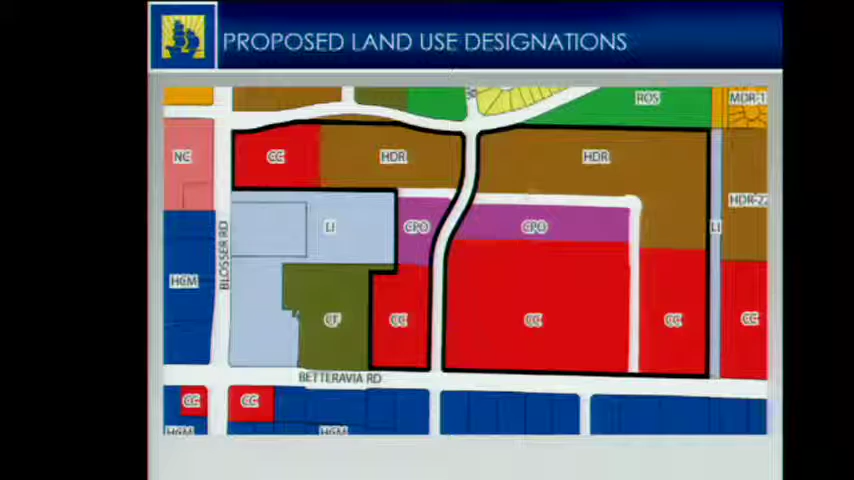 PROPOSED LAND USE DESIGNATIONS
ROS
MDR-1
NC
CC
HDR
HDR
HDR-22
LI
CPO
CPO
LI
BLOSSER RD
HGM
CF
CC
CC
CC
CC
BETTERAVIA RD
CC
CC
HGM
HGM